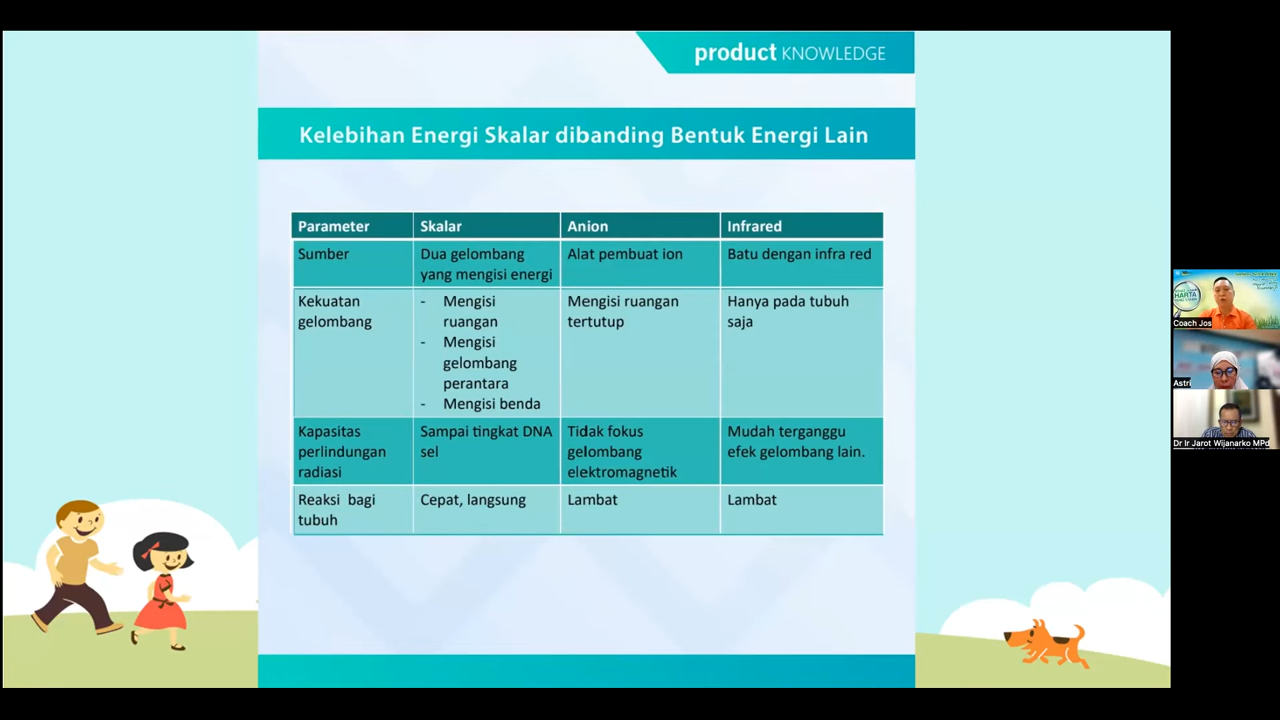 product KNOWLEDGE
Kelebihan Energi Skalar dibanding Bentuk Energi Lain
Parameter
Skalar
Anion
Infrared
Sumber
Dua gelombang
yang mengisi energi
Alat pembuat ion
Batu dengan infra red
Kekuatan
gelombang
- Mengisi
ruangan
- Mengisi
gelombang
perantara
- Mengisi benda
Mengisi ruangan
tertutup
Hanya pada tubuh
saja
Kapasitas
perlindungan
radiasi
Sampai tingkat DNA
sel
Tidak fokus
gelombang
elektromagnetik
Mudah terganggu
efek gelombang lain.
Reaksi bagi
tubuh
Cepat, langsung
Lambat
Lambat
HARTA
Coach Jos
Astri
Dr Ir Jarot Wijanarko MPd